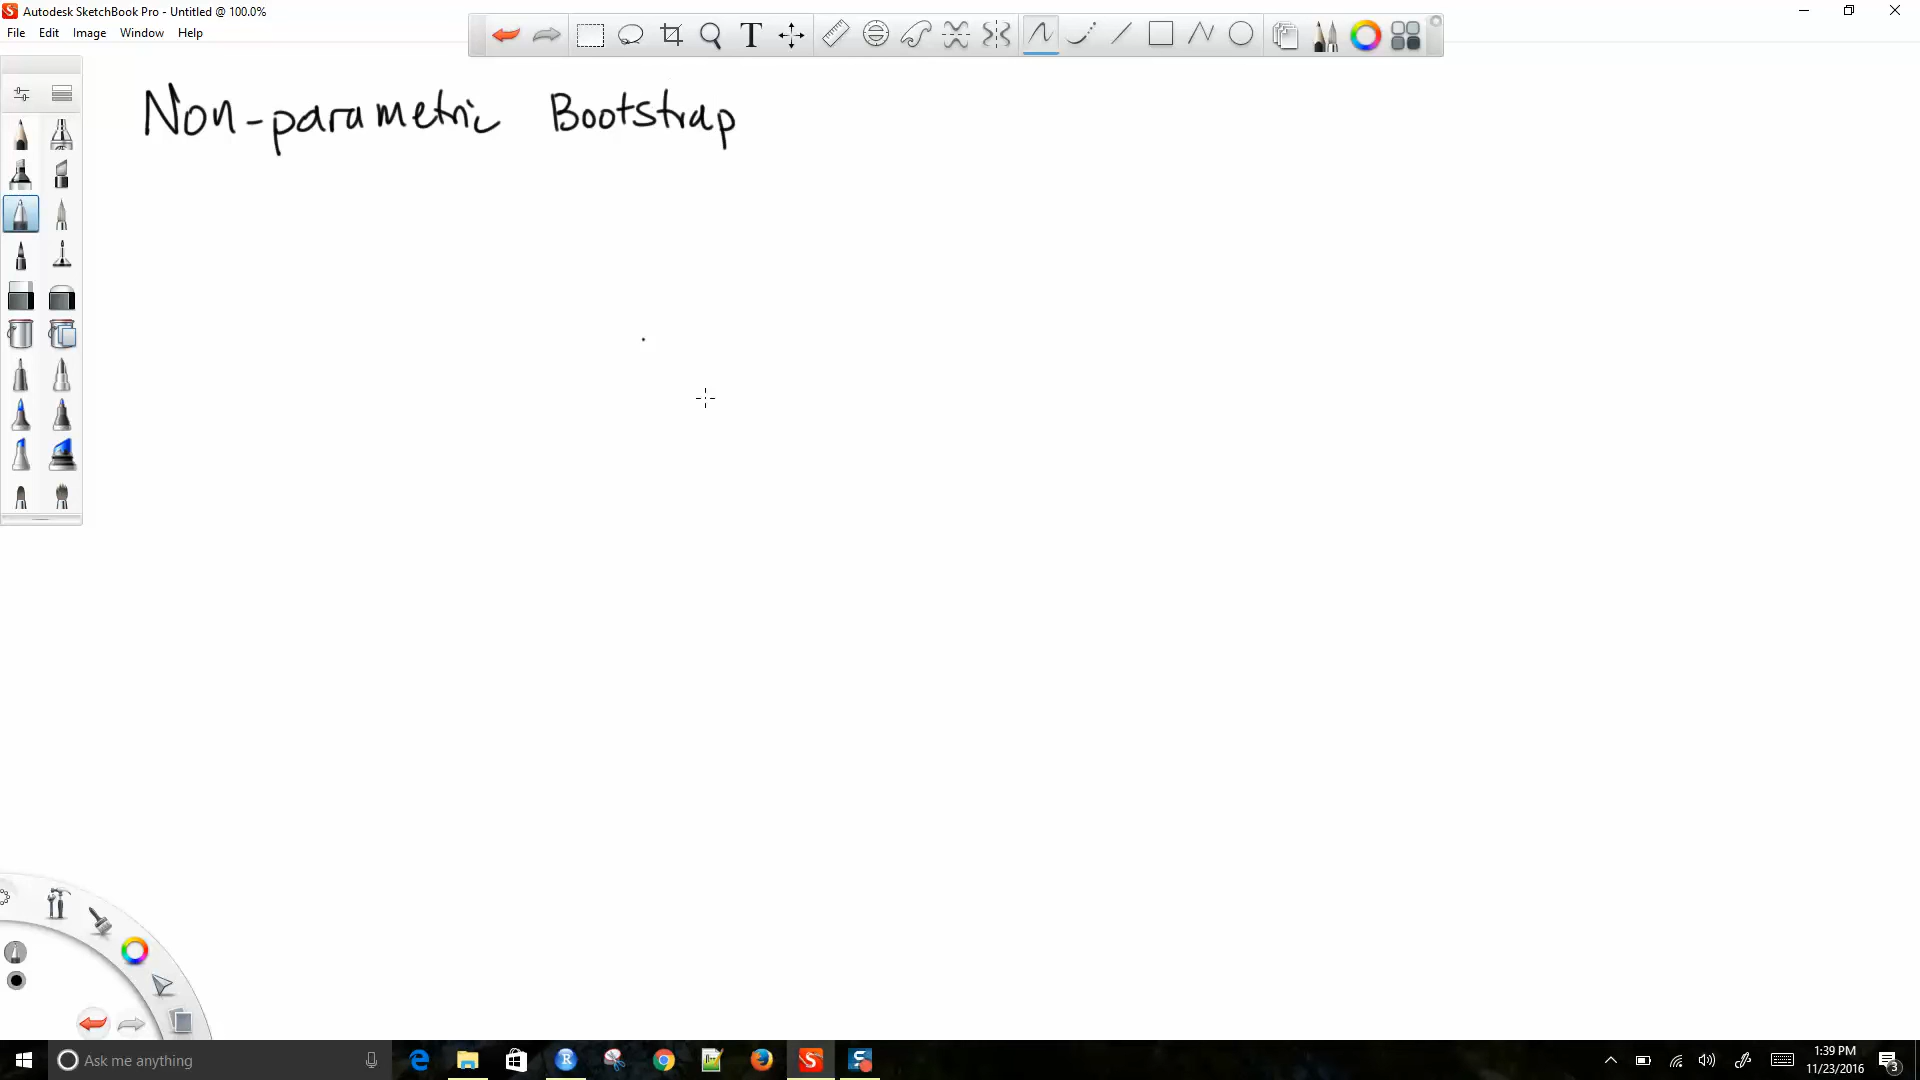 Autodesk SketchBook Pro - Untitled @ 100.0%
File Edit Image Window Help
T
Non-parametric Bootstrap
Ask me anything
1:39 PM
11/23/2016
3